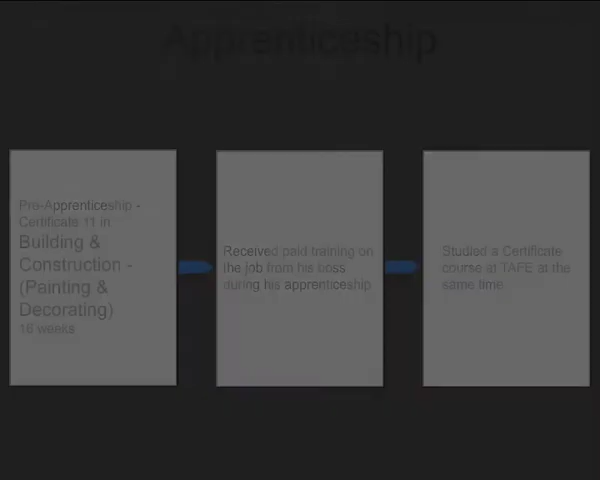 Apprenticeship
Pre-Apprenticeship -
Certificate 11 in
Building &
Construction -
(Painting &
Decorating)
16 weeks
Received paid training on
the job from his boss
during his apprenticeship
Studied a Certificate
course at TAFE at the
same time